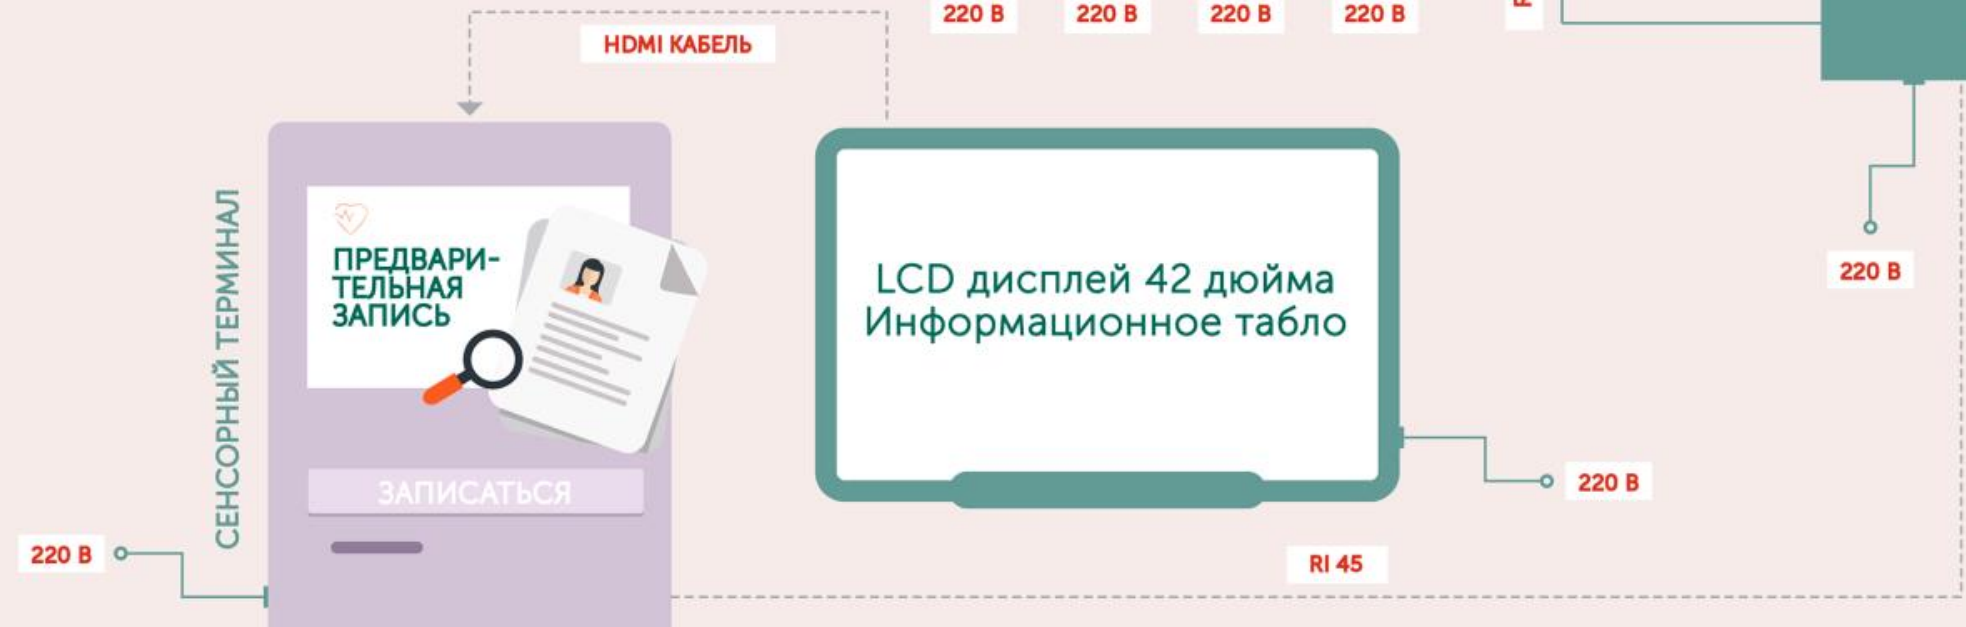 220 В
220 В
220 В
220 В
HDMI КАБЕЛЬ
СЕНСОРНЫЙ ТЕРМИНАЛ
ПРЕДВАРИ-
ТЕЛЬНАЯ
ЗАПИСЬ
LCD дисплей 42 дюйма
Информационное табло
220 В
220 В
ЗАПИСАТЬСЯ
220 В
RI 45